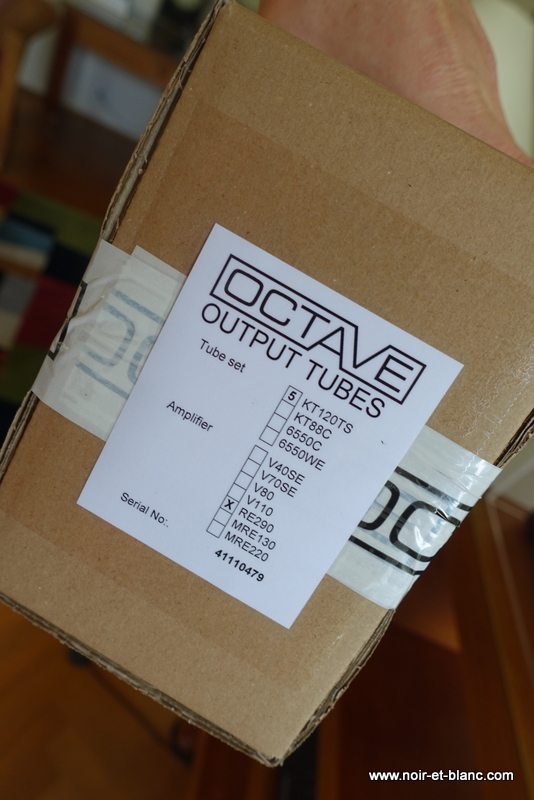 OCTAVE
OUTPUT TUBES
Tube set
5 KT120TS
KT88C
6550C
6550WE
Amplifier
V40SE
V70SE
V80
V110
X RE290
MRE130
MRE220
Serial No:.
41110479
OC
www.noir-et-blanc.com